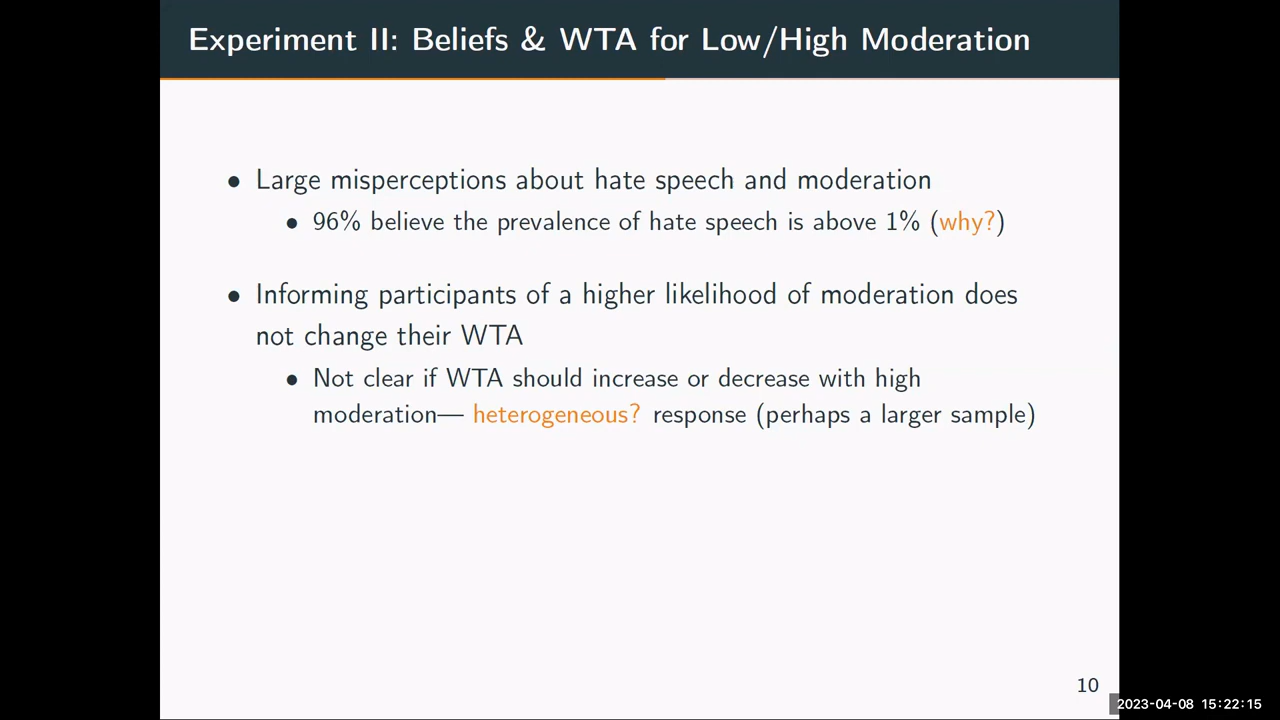 Experiment II: Beliefs & WTA for Low/High Moderation
• Large misperceptions about hate speech and moderation
• 96% believe the prevalence of hate speech is above 1% (why?)
• Informing participants of a higher likelihood of moderation does
not change their WTA
• Not clear if WTA should increase or decrease with high
moderation— heterogeneous? response (perhaps a larger sample)
10
2023-04-08 15:22:15